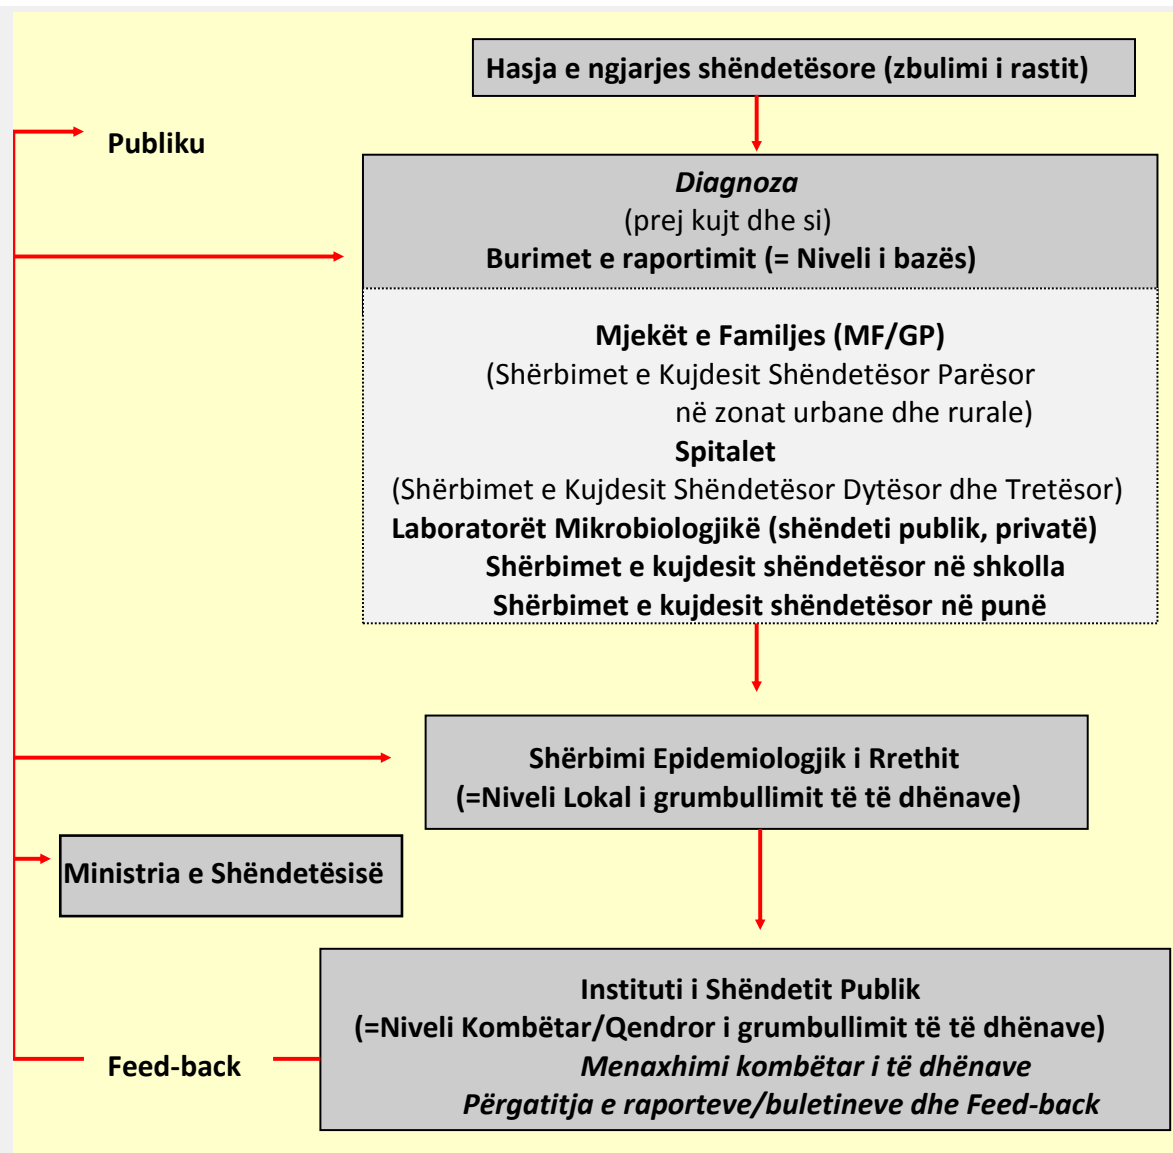 Hasja e ngjarjes shëndetësore (zbulimi i rastit)
Publiku
Diagnoza
(prej kujt dhe si)
Burimet e raportimit (= Niveli i bazës)
Mjekët e Familjes (MF/GP)
(Shërbimet e Kujdesit Shëndetësor Parësor
në zonat urbane dhe rurale)
Spitalet
(Shërbimet e Kujdesit Shëndetësor Dytësor dhe Tretësor)
Laboratorët Mikrobiologjikë (shëndeti publik, privatë)
Shërbimet e kujdesit shëndetësor në shkolla
Shërbimet e kujdesit shëndetësor në punë
Shërbimi Epidemiologjik i Rrethit
(=Niveli Lokal i grumbullimit të të dhënave)
Ministria e Shëndetësisë
Instituti i Shëndetit Publik
(=Niveli Kombëtar/Qendror i grumbullimit të të dhënave)
Menaxhimi kombëtar i të dhënave
Përgatitja e raporteve/buletineve dhe Feed-back
Feed-back